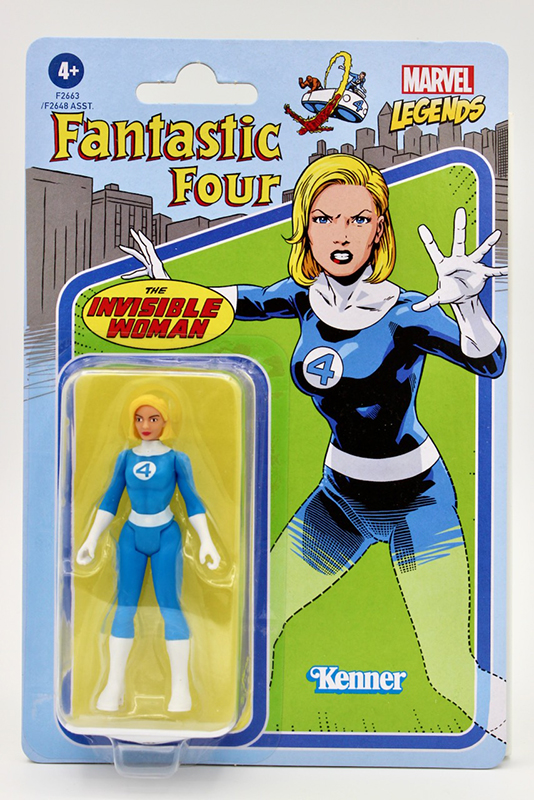 4+
F2663
/F2648 ASST.
MARVEL
LEGENDS
4
Fantastic
Four
THE
INVISIBLE
WOMAN
4
4
Kenner